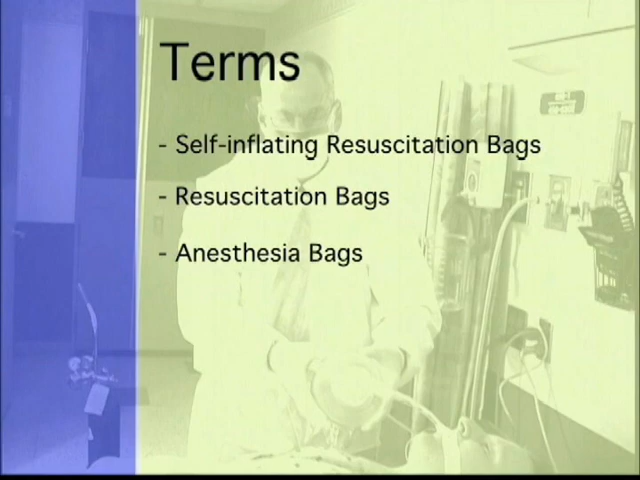 Terms
- Self-inflating Resuscitation Bags
- Resuscitation Bags
- Anesthesia Bags